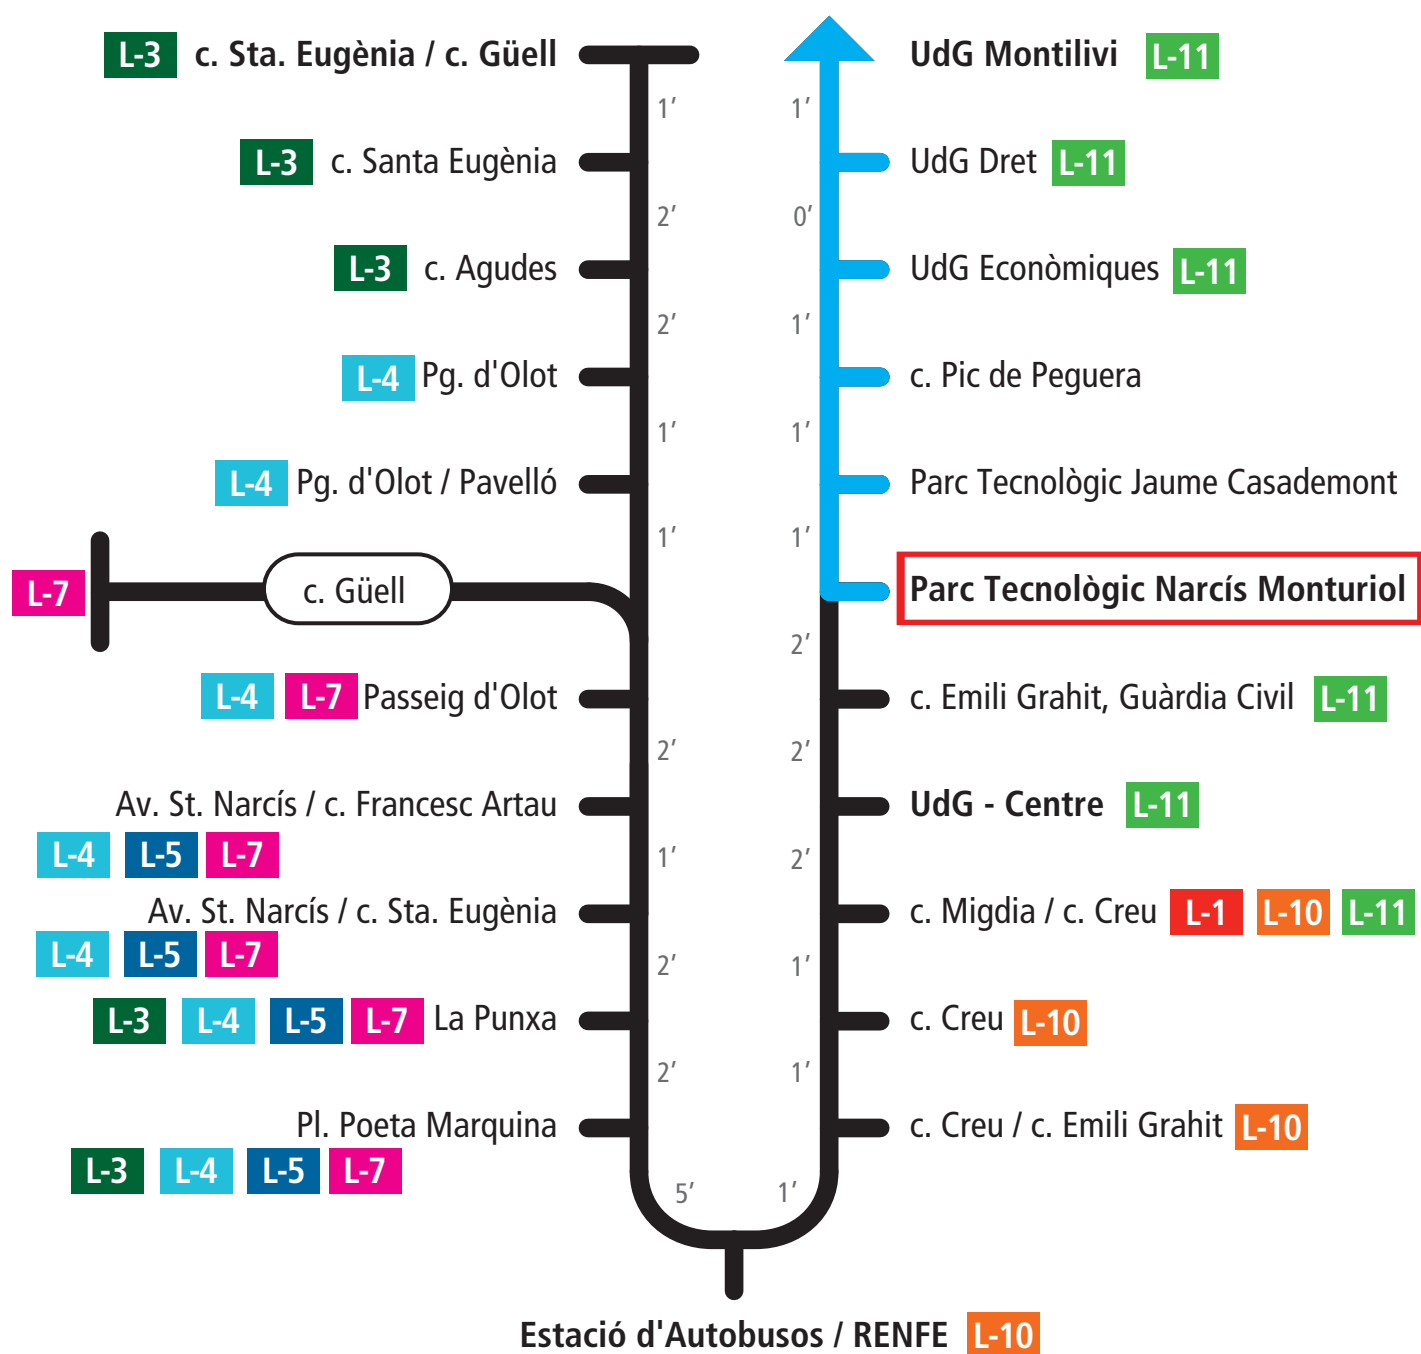 L-3 c. Sta. Eugènia / c. Güell
1’
L-3 c. Santa Eugènia
2’
L-3 c. Agudes
2’
L-4 Pg. d'Olot
1’
L-4 Pg. d'Olot / Pavelló
1’
L-7 c. Güell
L-4 L-7 Passeig d'Olot
2’
Av. St. Narcís / c. Francesc Artau
L-4 L-5 L-7
1’
Av. St. Narcís / c. Sta. Eugènia
L-4 L-5 L-7
2’
L-3 L-4 L-5 L-7 La Punxa
2’
Pl. Poeta Marquina
L-3 L-4 L-5 L-7
5’
Estació d'Autobusos / RENFE L-10
UdG Montilivi L-11
1’
UdG Dret L-11
0’
UdG Econòmiques L-11
1’
c. Pic de Peguera
1’
Parc Tecnològic Jaume Casademont
1’
Parc Tecnològic Narcís Monturiol
2’
c. Emili Grahit, Guàrdia Civil L-11
2’
UdG - Centre L-11
2’
c. Migdia / c. Creu L-1 L-10 L-11
1’
c. Creu L-10
1’
c. Creu / c. Emili Grahit L-10
1’